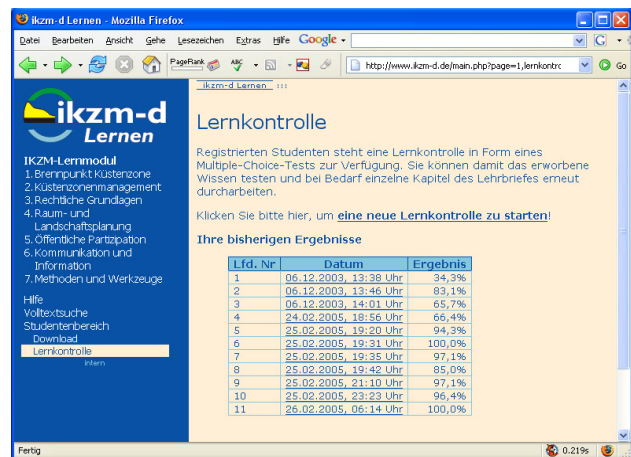 ikzm-d Lernen - Mozilla Firefox
Datei Bearbeiten Ansicht Gehe Lesezeichen Extras Hilfe Google
PageRank ABC http://www.ikzm-d.de/main.php?page=1,lernkontrc Go
ikzm-d Lernen :::
ikzm-d
Lernen
IKZM-Lernmodul
1. Brennpunkt Küstenzone
2. Küstenzonenmanagement
3. Rechtliche Grundlagen
4. Raum- und
Landschaftsplanung
5. Öffentliche Partizipation
6. Kommunikation und
Information
7. Methoden und Werkzeuge
Hilfe
Volltextsuche
Studentenbereich
Download
Lernkontrolle
intern
Lernkontrolle
Registrierten Studenten steht eine Lernkontrolle in Form eines
Multiple-Choice-Tests zur Verfügung. Sie können damit das erworbene
Wissen testen und bei Bedarf einzelne Kapitel des Lehrbriefes erneut
durcharbeiten.
Klicken Sie bitte hier, um eine neue Lernkontrolle zu starten!
Ihre bisherigen Ergebnisse
Lfd. Nr Datum Ergebnis
1 06.12.2003, 13:38 Uhr 34,3%
2 06.12.2003, 13:46 Uhr 83,1%
3 06.12.2003, 14:01 Uhr 65,7%
4 24.02.2005, 18:56 Uhr 66,4%
5 25.02.2005, 19:20 Uhr 94,3%
6 25.02.2005, 19:31 Uhr 100,0%
7 25.02.2005, 19:35 Uhr 97,1%
8 25.02.2005, 19:42 Uhr 85,0%
9 25.02.2005, 21:10 Uhr 97,1%
10 25.02.2005, 23:23 Uhr 96,4%
11 26.02.2005, 06:14 Uhr 100,0%
Fertig 0.219s